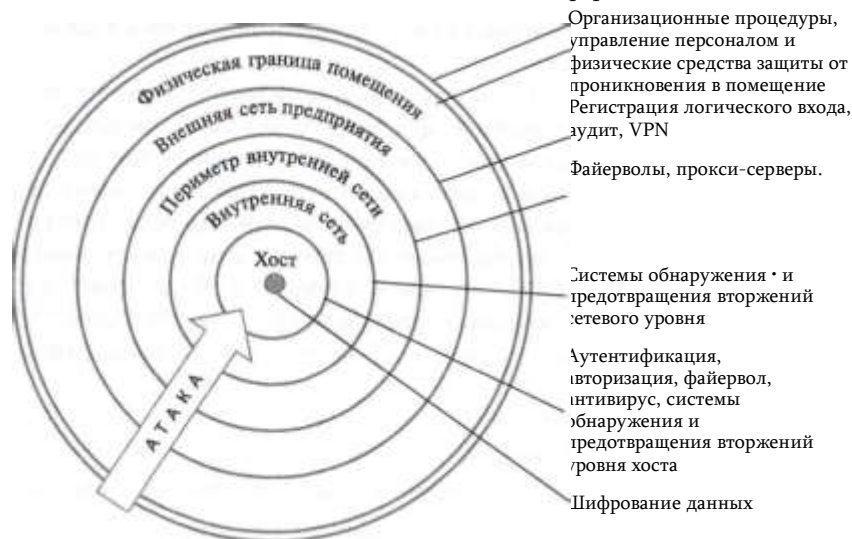 Физическая граница помещения
Внешняя сеть предприятия
Периметр внутренней сети
Внутренняя сеть
Хост
АТАКА
Организационные процедуры,
управление персоналом и
физические средства защиты от
проникновения в помещение
Регистрация логического входа,
аудит, VPN
Файерволы, прокси-серверы.
Системы обнаружения · и
предотвращения вторжений
сетевого уровня
Аутентификация,
авторизация, файервол,
антивирус, системы
обнаружения и
предотвращения вторжений
уровня хоста
Шифрование данных